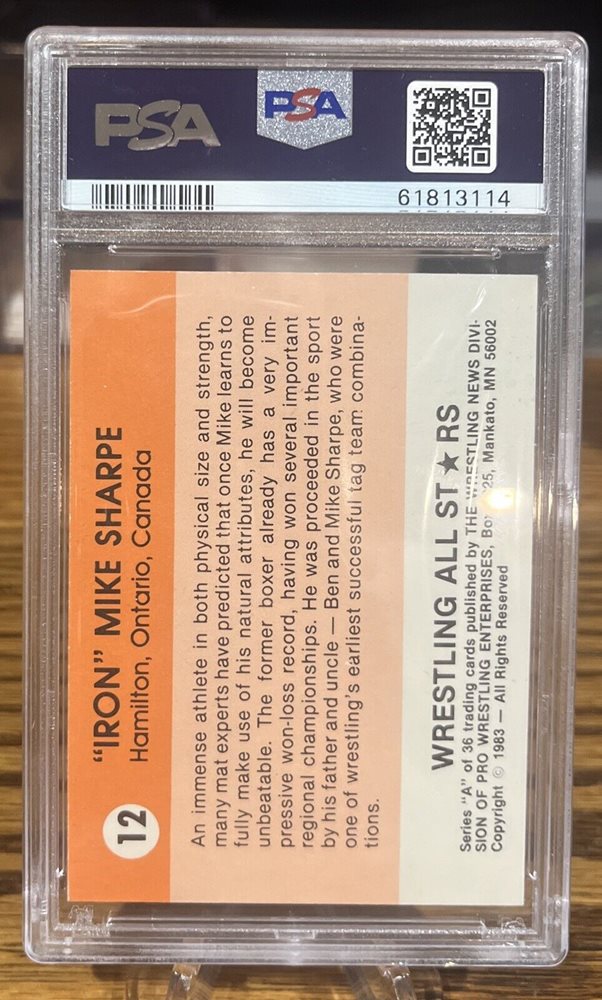 PSA
PSA
61813114
12
"IRON" MIKE SHARPE
Hamilton, Ontario, Canada
An immense athlete in both physical size and strength,
many mat experts have predicted that once Mike learns to
fully make use of his natural attributes, he will become
unbeatable. The former boxer already has a very im-
pressive won-loss record, having won several important
regional championships. He was proceeded in the sport
by his father and uncle — Ben and Mike Sharpe, who were
one of wrestling's earliest successful tag team combina-
tions.
WRESTLING ALL ST★RS
Series "A" of 36 trading cards published by THE WRESTLING NEWS DIVI-
SION OF PRO WRESTLING ENTERPRISES, Mankato, MN 56002
Copyright © 1983 — All Rights Reserved